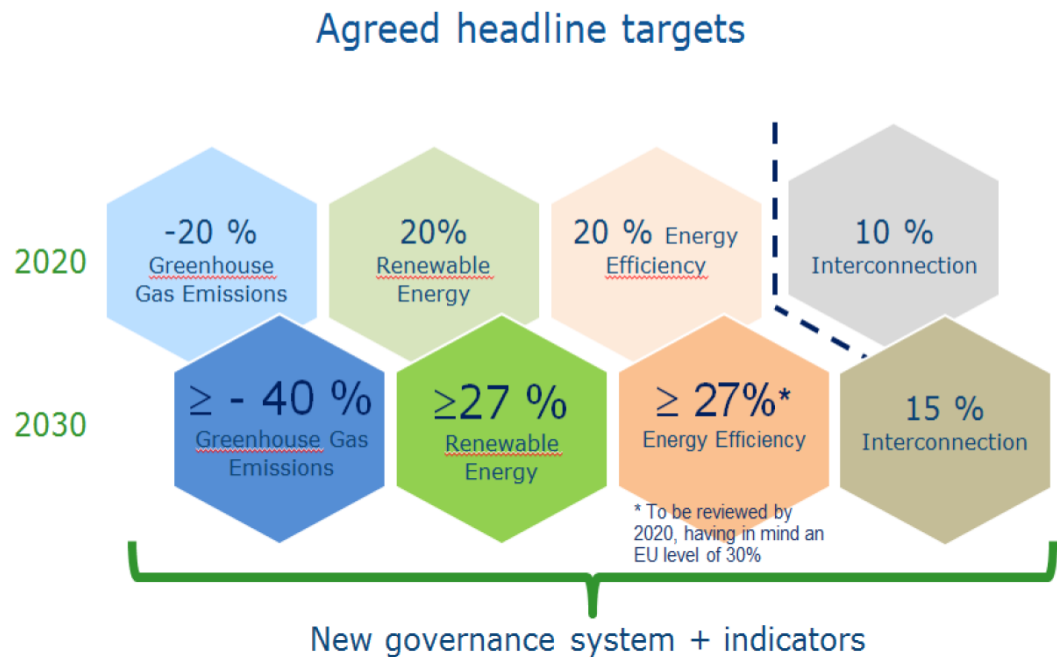 Agreed headline targets
2020
-20 %
Greenhouse
Gas Emissions
20%
Renewable
Energy
20 % Energy
Efficiency
10 %
Interconnection
2030
≥ - 40 %
Greenhouse Gas
Emissions
≥27 %
Renewable
Energy
≥ 27%*
Energy Efficiency
* To be reviewed by
2020, having in mind an
EU level of 30%
15 %
Interconnection
New governance system + indicators